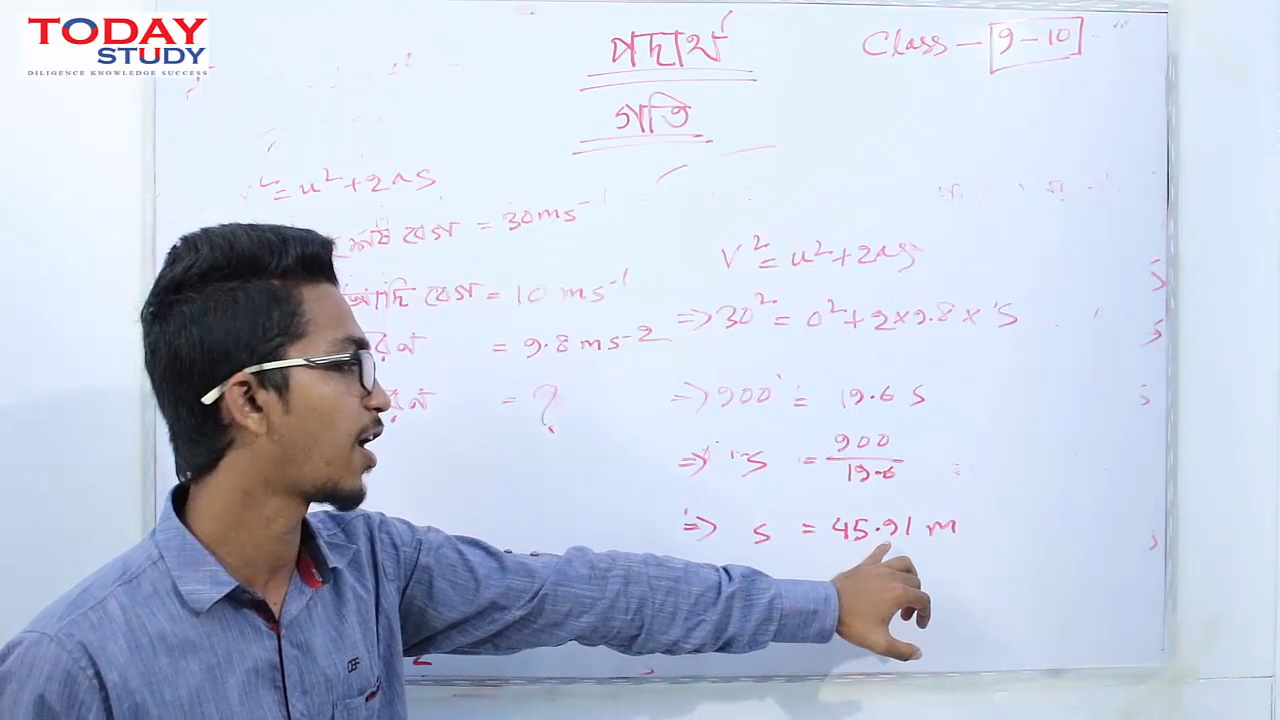 TODAY
STUDY
DILIGENCE KNOWLEDGE SUCCESS
পদার্থ
Class - 9-10
গতি
v² = u² + 2as
শেষ বেগ = 30 ms⁻¹
আদি বেগ = 10 ms⁻¹
= 9.8 ms-2
= ?
V² = u² + 2as
=> 30² = 0² + 2×9.8×S
=> 900 = 19.6 S
=> S = 900/19.6
=> S = 45.91 m